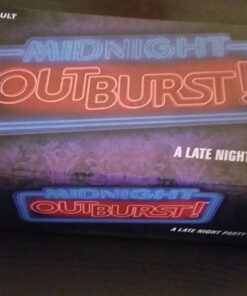 ULT
MIDNIGHT
OUTBURST!
A LATE NIGHT
MIDNIGHT
OUTBURST!
A LATE NIGHT PARTY